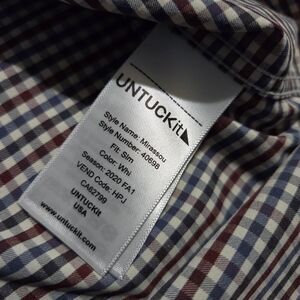 UNTUCKit
Style Name: Mirassou
Style Number: 40698
Fit: Slim
Color: Whi
Season: 2020 FA1
VEND Code: HPJ
CA62799
UNTUCKit
USA
www.untuckit.com